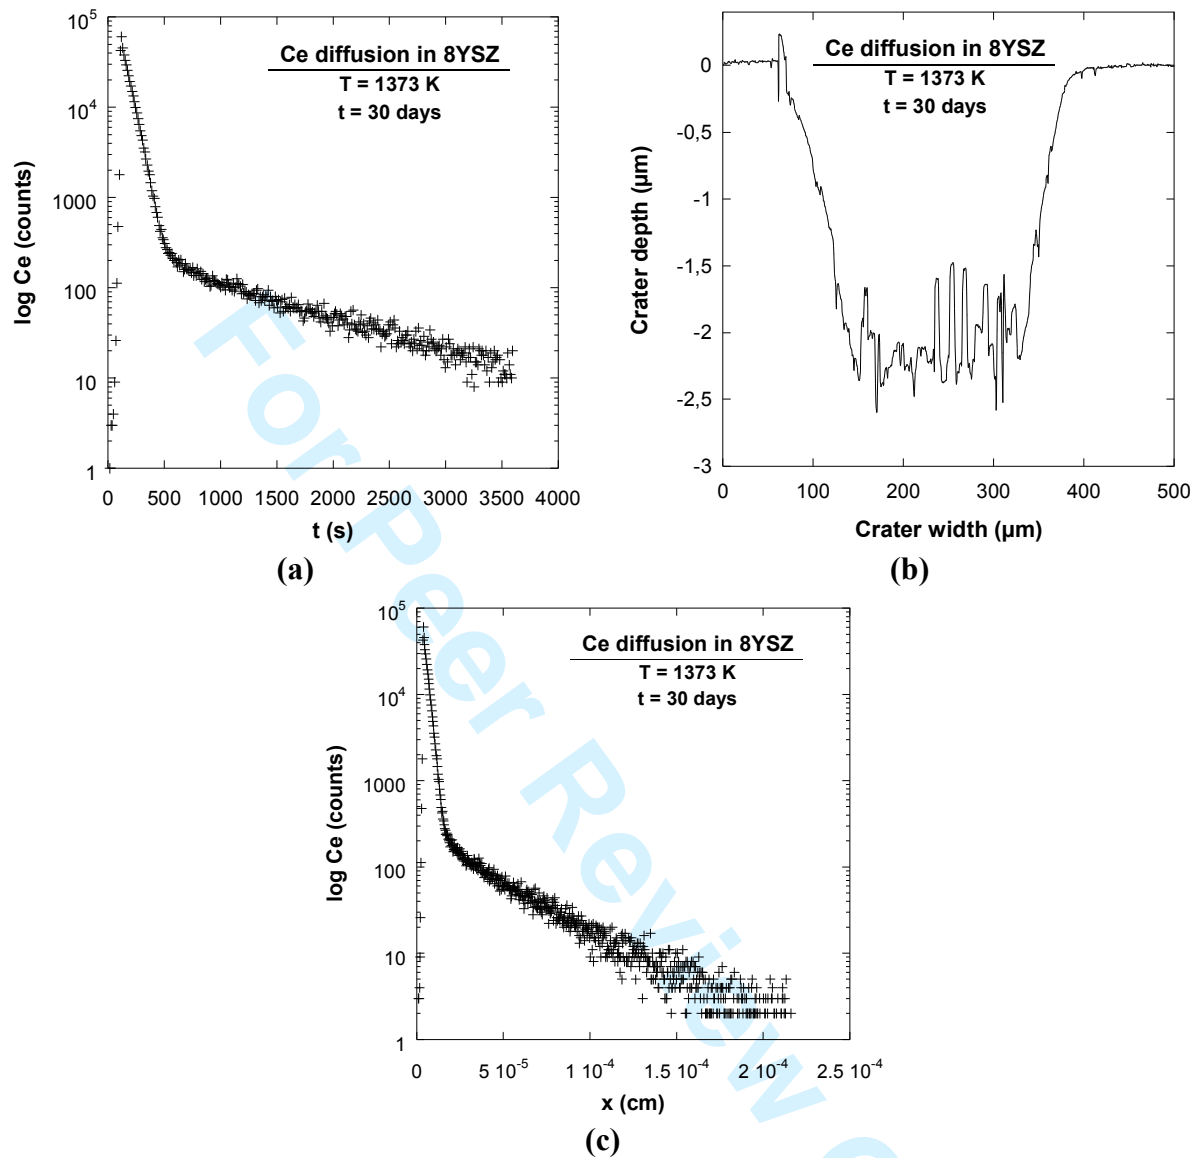 Ce diffusion in 8YSZ
T = 1373 K
t = 30 days
log Ce (counts)
10^5
10^4
1000
100
10
1
0 500 1000 1500 2000 2500 3000 3500 4000
t (s)
(a)
Ce diffusion in 8YSZ
T = 1373 K
t = 30 days
Crater depth (µm)
0
-0,5
-1
-1,5
-2
-2,5
-3
0 100 200 300 400 500
Crater width (µm)
(b)
Ce diffusion in 8YSZ
T = 1373 K
t = 30 days
log Ce (counts)
10^5
10^4
1000
100
10
1
0 5 10^-5 1 10^-4 1.5 10^-4 2 10^-4 2.5 10^-4
x (cm)
(c)
For Peer Review